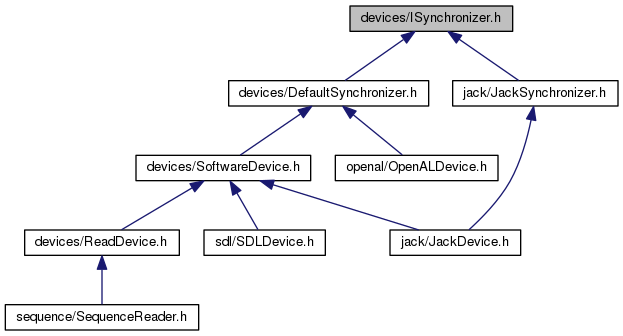 devices/ISynchronizer.h
devices/DefaultSynchronizer.h
jack/JackSynchronizer.h
devices/SoftwareDevice.h
openal/OpenALDevice.h
devices/ReadDevice.h
sdl/SDLDevice.h
jack/JackDevice.h
sequence/SequenceReader.h